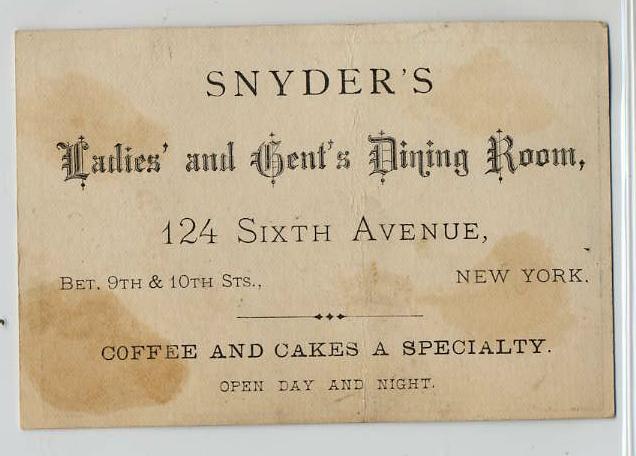 SNYDER'S
Ladies' and Gent's Dining Room,
124 SIXTH AVENUE,
BET. 9TH & 10TH STS., NEW YORK.
COFFEE AND CAKES A SPECIALTY.
OPEN DAY AND NIGHT.